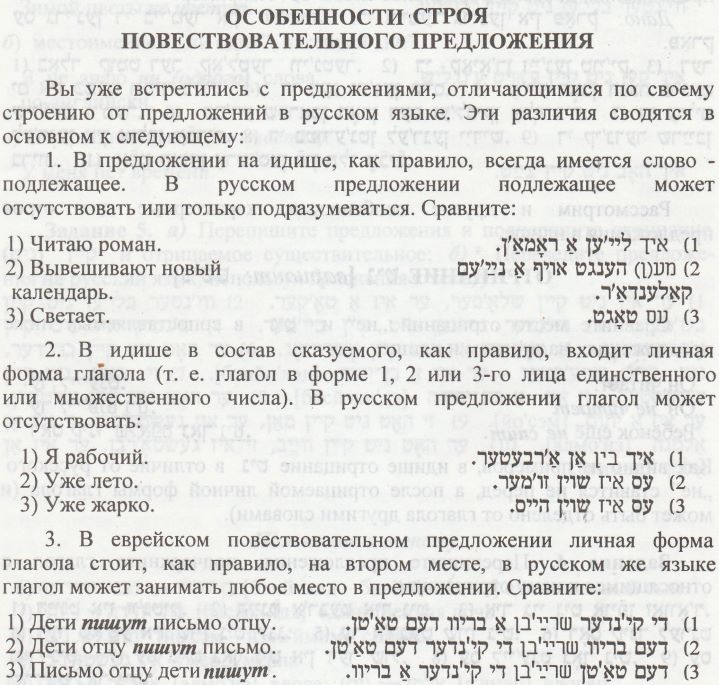 ОСОБЕННОСТИ СТРОЯ
ПОВЕСТВОВАТЕЛЬНОГО ПРЕДЛОЖЕНИЯ
Вы уже встретились с предложениями, отличающимися по своему
строению от предложений в русском языке. Эти различия сводятся в
основном к следующему:
1. В предложении на идише, как правило, всегда имеется слово -
подлежащее. В русском предложении подлежащее может
отсутствовать или только подразумеваться. Сравните:
1) Читаю роман. 1) איך ליי'ען אַ ראָמאַ'ן.
2) Вывешивают новый 2) מע(ן) הענגט אוי'ף אַ ני'יעם
календарь. קאַלענדאַ'ר.
3) Светает. 3) עס טאָגט.
2. В идише в состав сказуемого, как правило, входит личная
форма глагола (т. е. глагол в форме 1, 2 или 3-го лица единственного
или множественного числа). В русском предложении глагол может
отсутствовать:
1) Я рабочий. 1) איך בין אַן אַ'רבעטער.
2) Уже лето. 2) עס איז שוין זו'מער.
3) Уже жарко. 3) עס איז שוין הייס.
3. В еврейском повествовательном предложении личная форма
глагола стоит, как правило, на втором месте, в русском же языке
глагол может занимать любое место в предложении. Сравните:
1) Дети пишут письмо отцу. 1) די קי'נדער שרײַ'בן אַ בריוו דעם טאַ'טן.
2) Дети отцу пишут письмо. 2) אַ בריוו שרײַ'בן די קי'נדער דעם טאַ'טן.
3) Письмо отцу дети пишут. 3) דעם טאַ'טן שרײַ'בן די קי'נדער אַ בריוו.